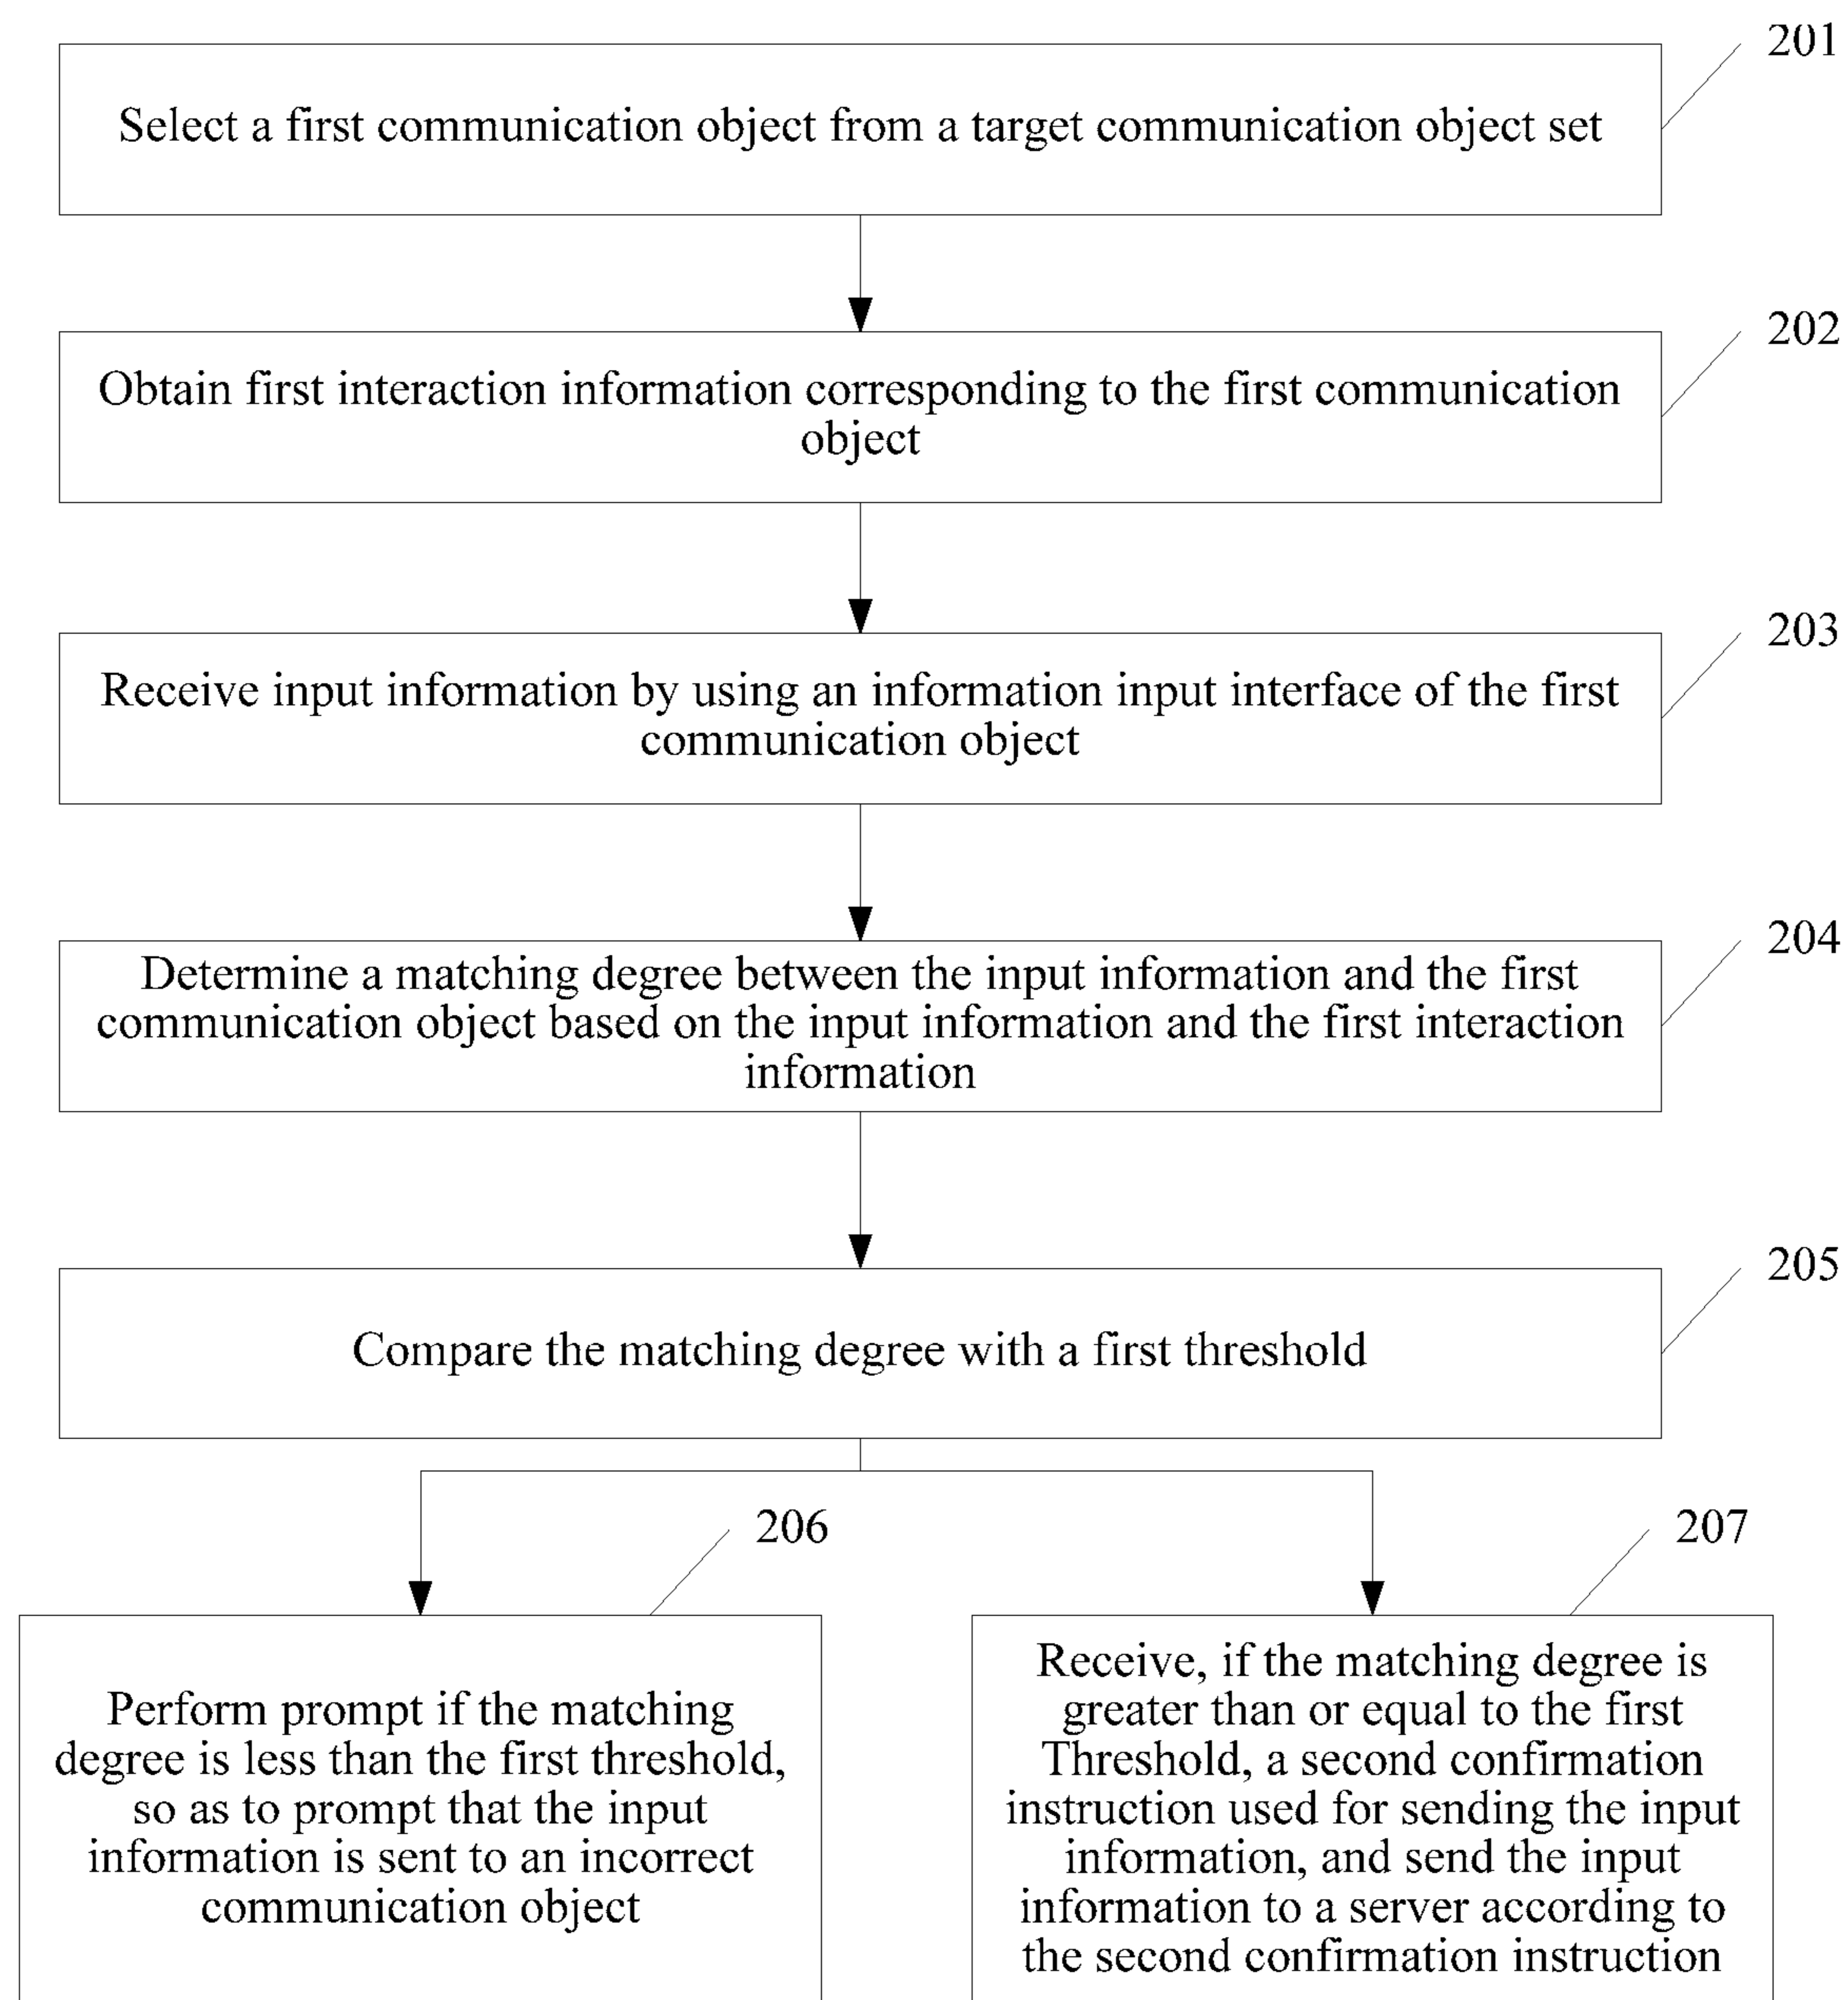 201
Select a first communication object from a target communication object set
202
Obtain first interaction information corresponding to the first communication
object
203
Receive input information by using an information input interface of the first
communication object
204
Determine a matching degree between the input information and the first
communication object based on the input information and the first interaction
information
205
Compare the matching degree with a first threshold
206
Perform prompt if the matching
degree is less than the first threshold,
so as to prompt that the input
information is sent to an incorrect
communication object
207
Receive, if the matching degree is
greater than or equal to the first
Threshold, a second confirmation
instruction used for sending the input
information, and send the input
information to a server according to
the second confirmation instruction